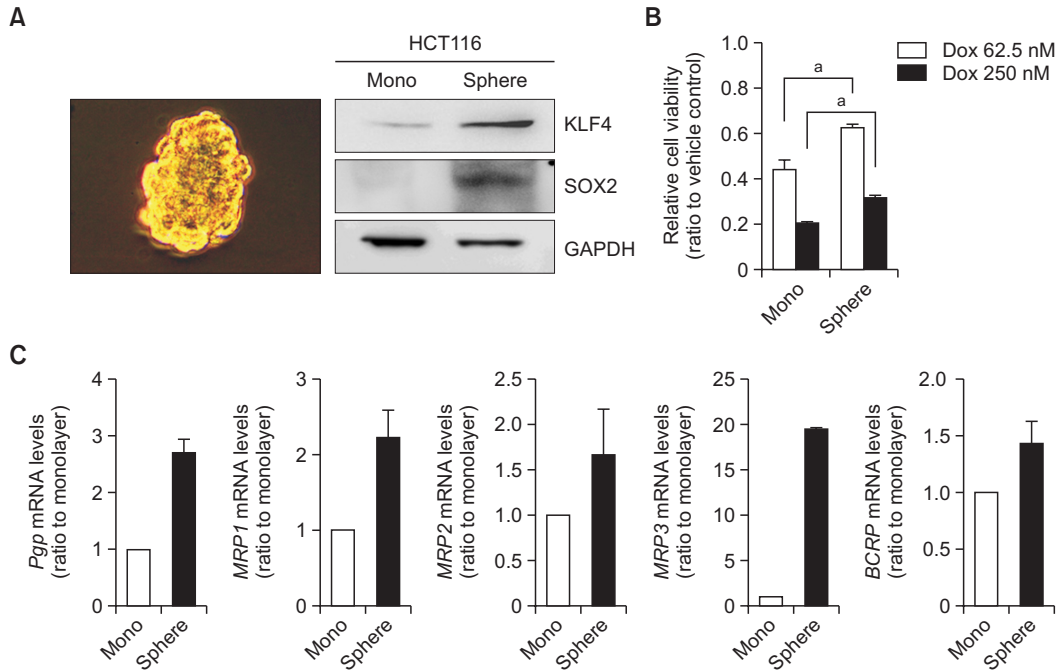 A
HCT116
Mono Sphere
KLF4
SOX2
GAPDH
B
Relative cell viability
(ratio to vehicle control)
1.0
0.8
0.6
0.4
0.2
0
a
a
Mono
Sphere
Dox 62.5 nM
Dox 250 nM
C
Pgp mRNA levels
(ratio to monolayer)
4
3
2
1
0
Mono
Sphere
MRP1 mRNA levels
(ratio to monolayer)
3
2
1
0
Mono
Sphere
MRP2 mRNA levels
(ratio to monolayer)
2.5
2.0
1.5
1.0
0.5
0
Mono
Sphere
MRP3 mRNA levels
(ratio to monolayer)
25
20
15
10
5
0
Mono
Sphere
BCRP mRNA levels
(ratio to monolayer)
2.0
1.5
1.0
0.5
0
Mono
Sphere